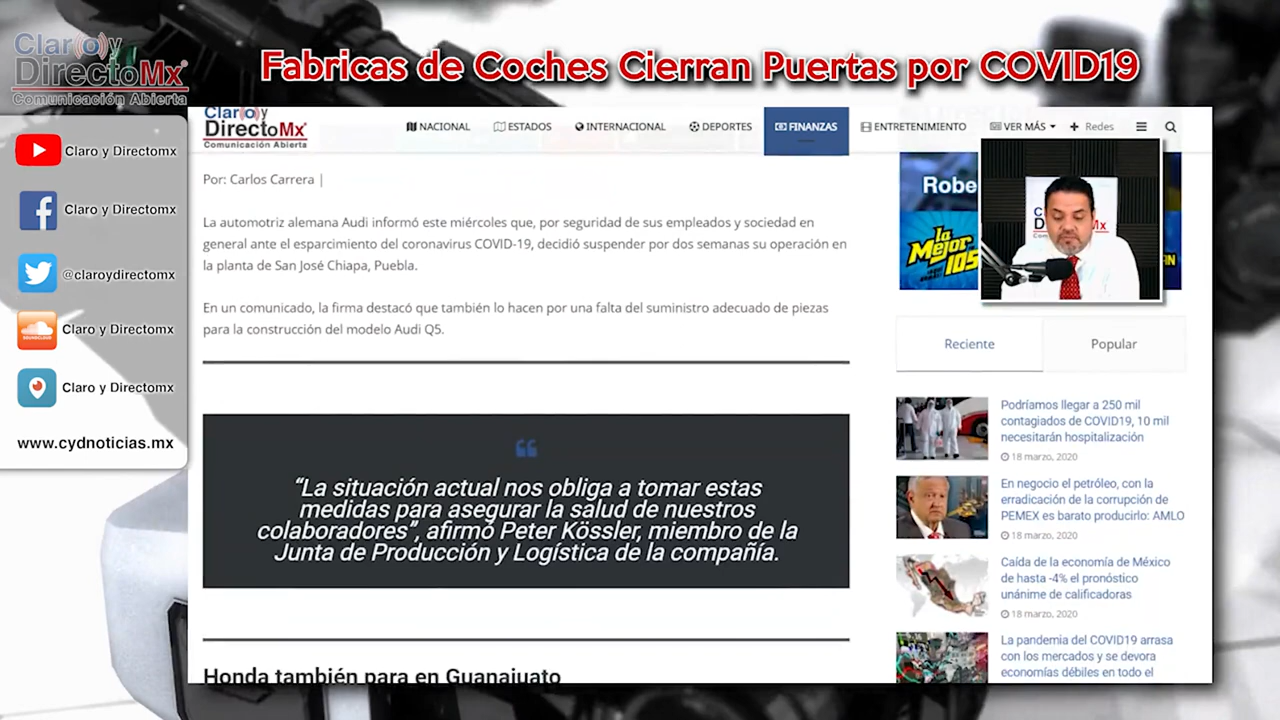 Claro y
DirectoMx®
Comunicación Abierta
Fabricas de Coches Cierran Puertas por COVID19
Claro y Directomx
Claro y Directomx
@claroydirectomx
SOUNDCLOUD
Claro y Directomx
Claro y Directomx
www.cydnoticias.mx
Claro y
DirectoMx®
Comunicación Abierta
NACIONAL
ESTADOS
INTERNACIONAL
DEPORTES
FINANZAS
ENTRETENIMIENTO
VER MÁS
Redes
Por: Carlos Carrera |
La automotriz alemana Audi informó este miércoles que, por seguridad de sus empleados y sociedad en
general ante el esparcimiento del coronavirus COVID-19, decidió suspender por dos semanas su operación en
la planta de San José Chiapa, Puebla.
En un comunicado, la firma destacó que también lo hacen por una falta del suministro adecuado de piezas
para la construcción del modelo Audi Q5.
“La situación actual nos obliga a tomar estas
medidas para asegurar la salud de nuestros
colaboradores”, afirmó Peter Kössler, miembro de la
Junta de Producción y Logística de la compañía.
Honda también para en Guanajuato
Robe
la
Mejor
105
Reciente
Popular
Podríamos llegar a 250 mil
contagiados de COVID19, 10 mil
necesitarán hospitalización
18 marzo, 2020
En negocio el petróleo, con la
erradicación de la corrupción de
PEMEX es barato producirlo: AMLO
18 marzo, 2020
Caída de la economía de México
de hasta -4% el pronóstico
unánime de calificadoras
18 marzo, 2020
La pandemia del COVID19 arrasa
con los mercados y se devora
economías débiles en todo el